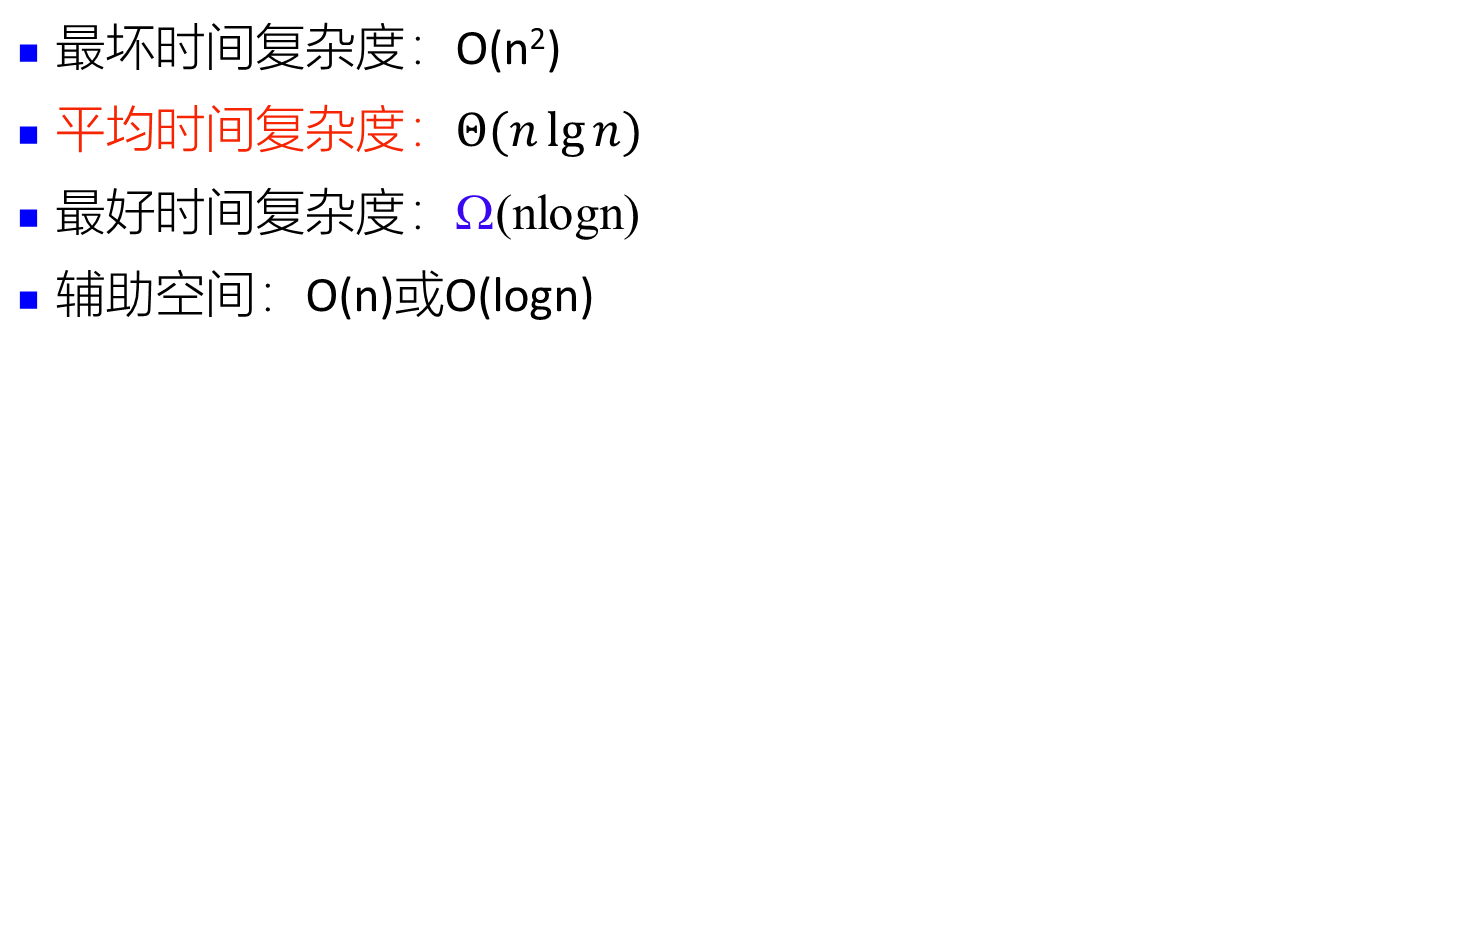 ■ 最坏时间复杂度：O(n²)
■ 平均时间复杂度：Θ(n lg n)
■ 最好时间复杂度：Ω(nlogn)
■ 辅助空间：O(n)或O(logn)